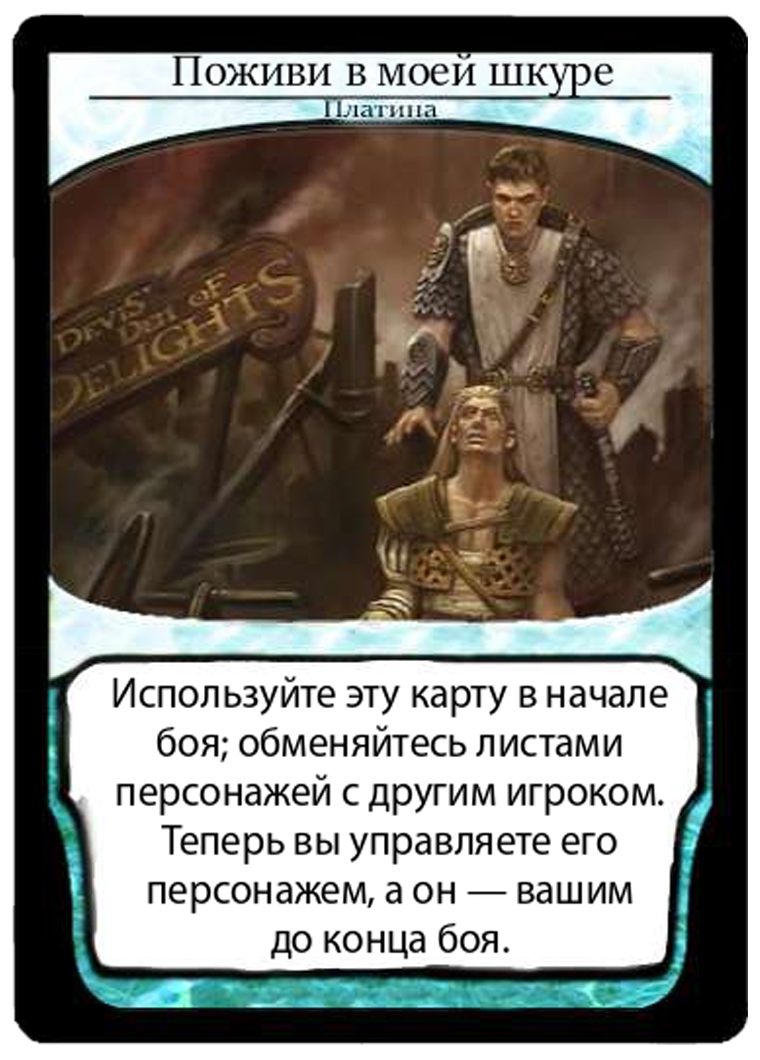 Поживи в моей шкуре
Платина
DEVIS'
DEN OF
DELIGHTS
Используйте эту карту в начале
боя; обменяйтесь листами
персонажей с другим игроком.
Теперь вы управляете его
персонажем, а он — вашим
до конца боя.